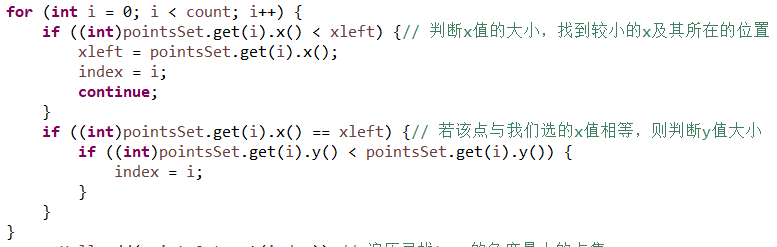 for (int i = 0; i < count; i++) {
if ((int)pointsSet.get(i).x() < xleft) {// 判断x值的大小，找到较小的x及其所在的位置
xleft = pointsSet.get(i).x();
index = i;
continue;
}
if ((int)pointsSet.get(i).x() == xleft) {// 若该点与我们选的x值相等，则判断y值大小
if ((int)pointsSet.get(i).y() < pointsSet.get(i).y()) {
index = i;
}
}
}